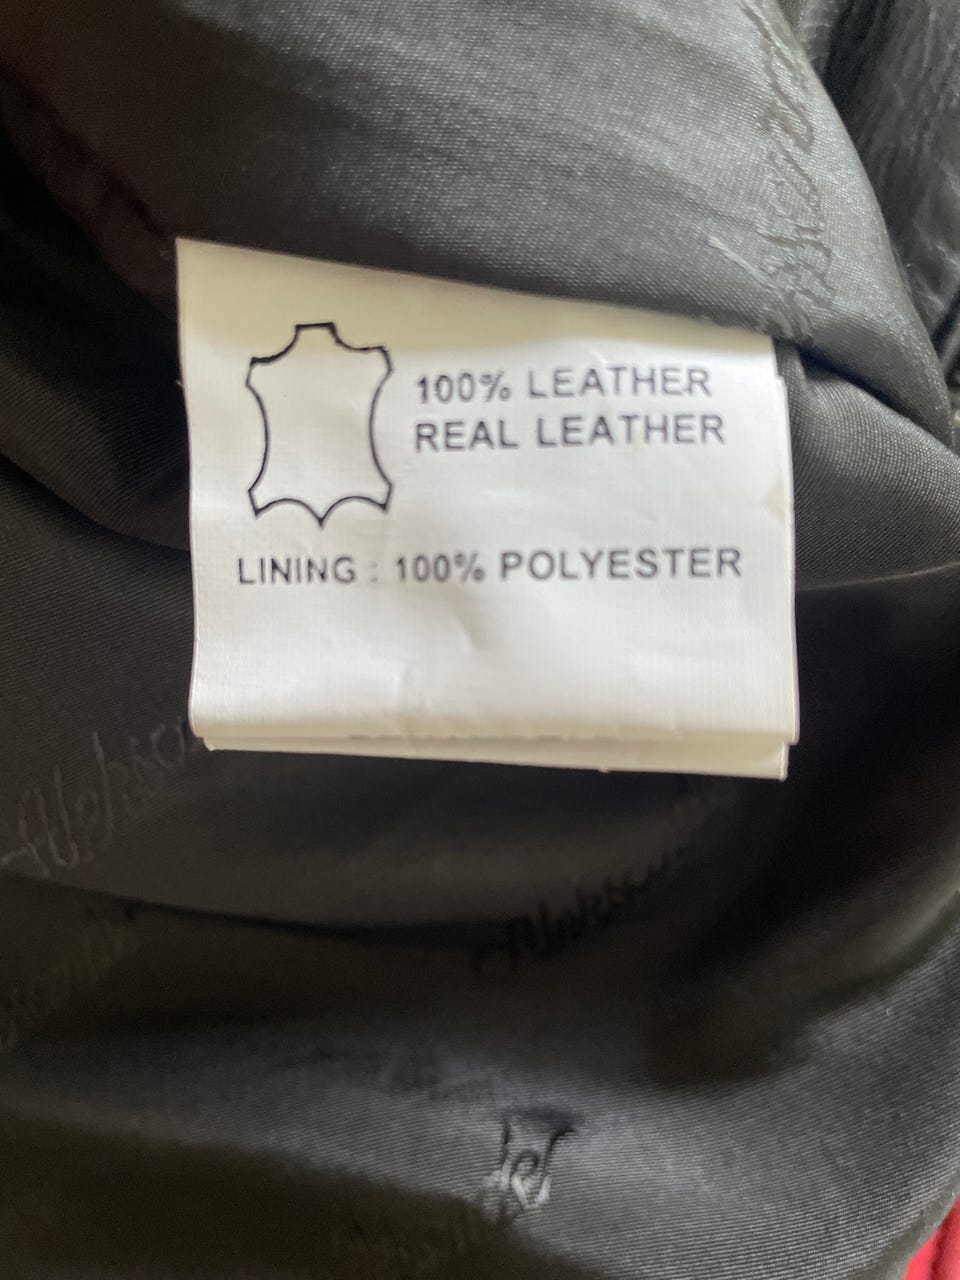 100% LEATHER
REAL LEATHER
LINING : 100% POLYESTER